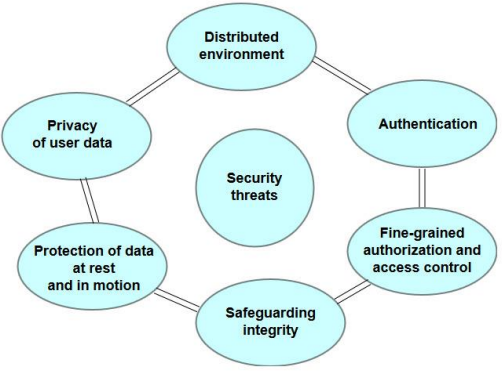 Distributed
environment
Authentication
Fine-grained
authorization and
access control
Safeguarding
integrity
Protection of data
at rest
and in motion
Privacy
of user data
Security
threats